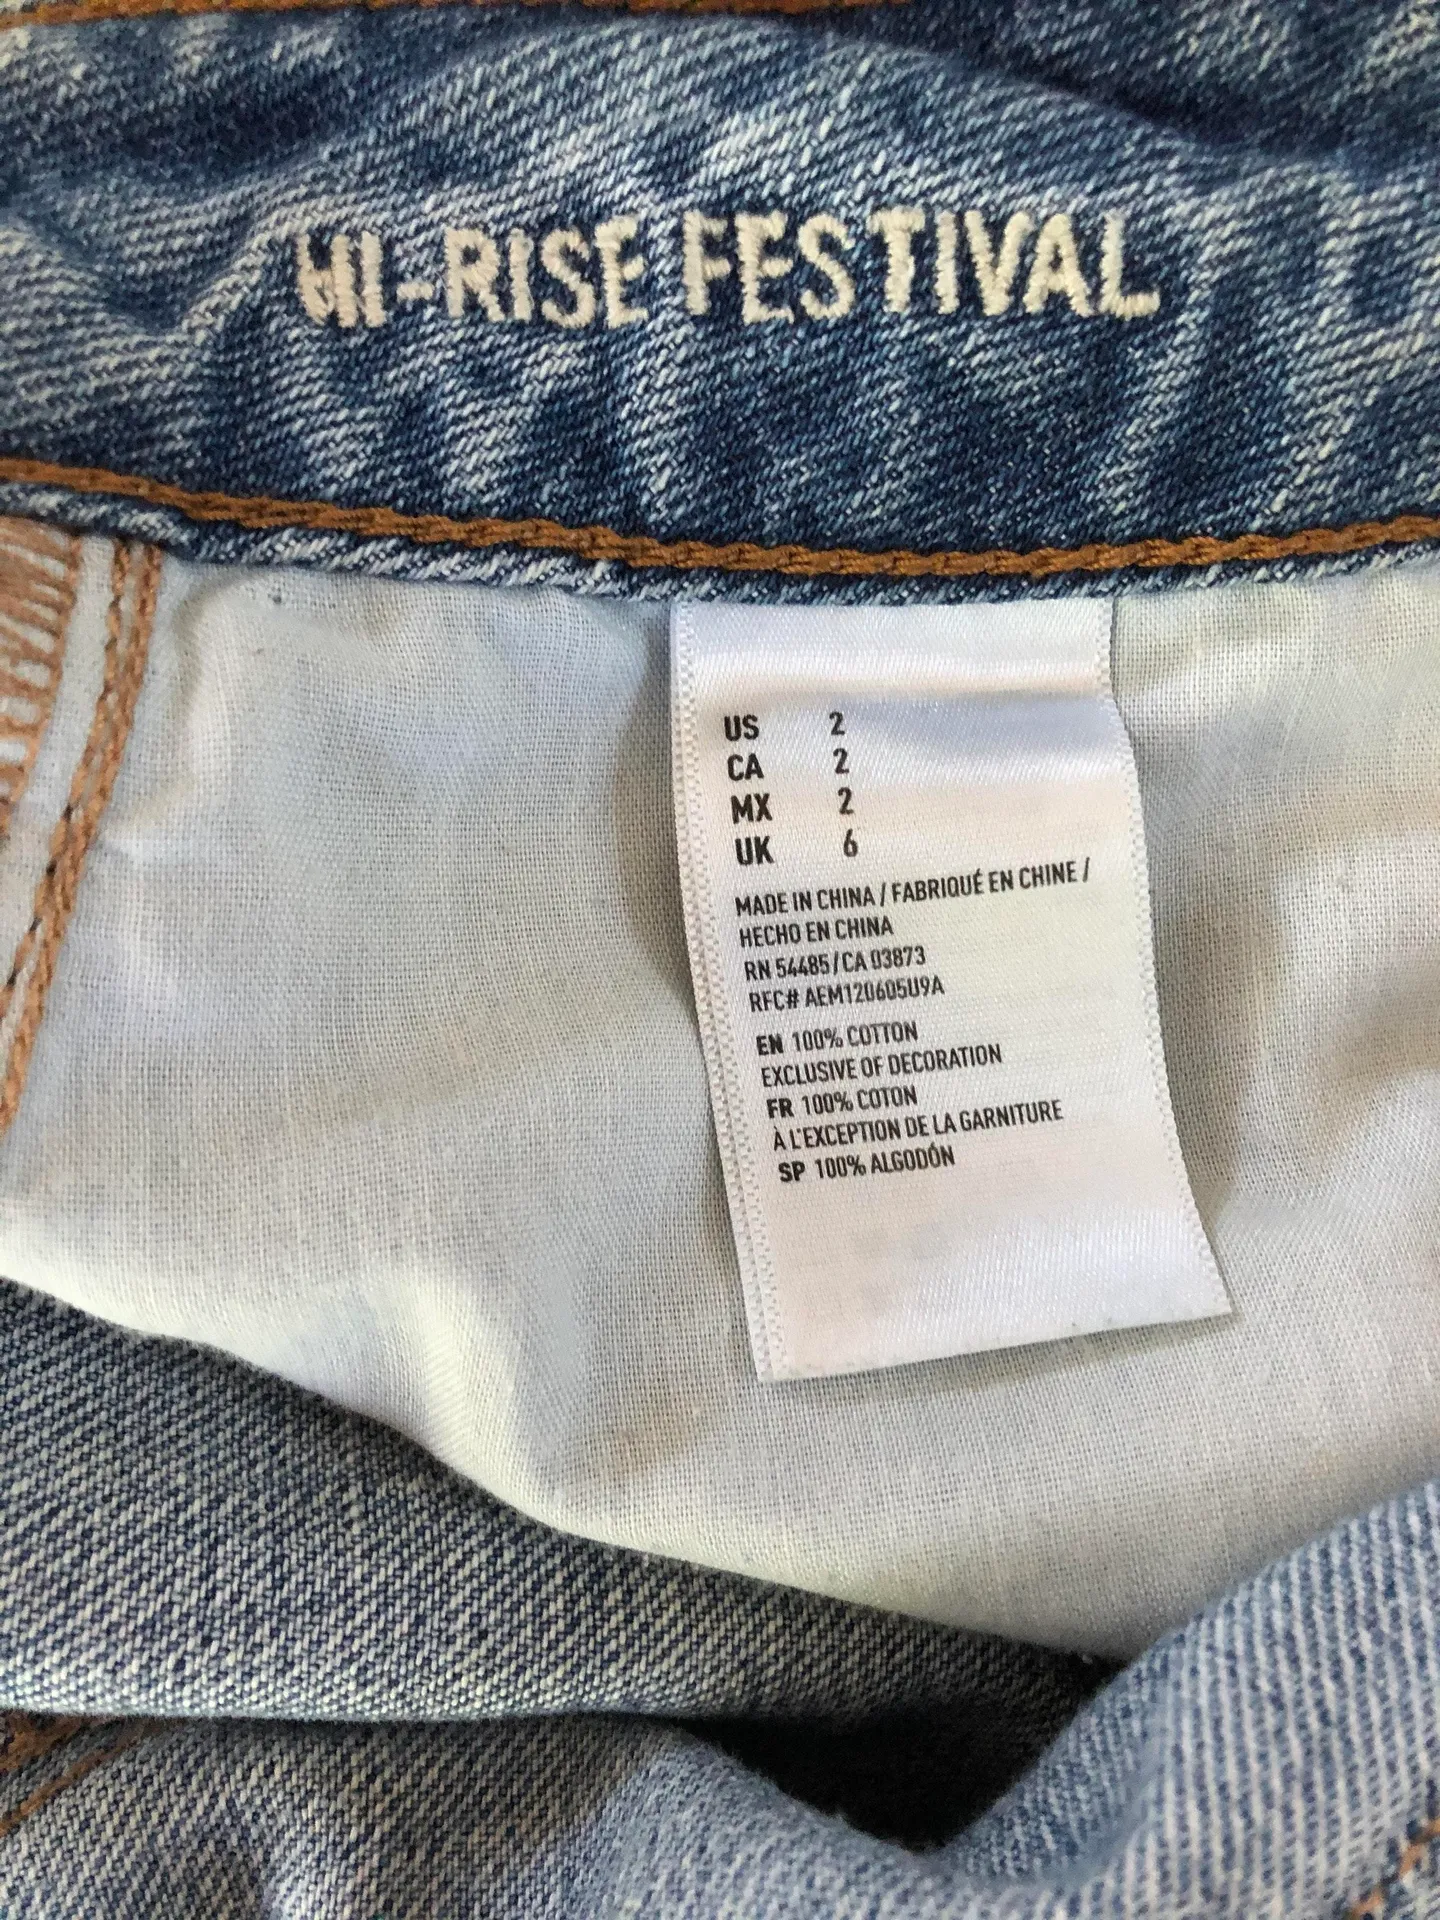 HI-RISE FESTIVAL
US 2
CA 2
MX 2
UK 6
MADE IN CHINA / FABRIQUÉ EN CHINE /
HECHO EN CHINA
RN 54485/CA 03873
RFC# AEM120605U9A
EN 100% COTTON
EXCLUSIVE OF DECORATION
FR 100% COTON
À L'EXCEPTION DE LA GARNITURE
SP 100% ALGODÓN